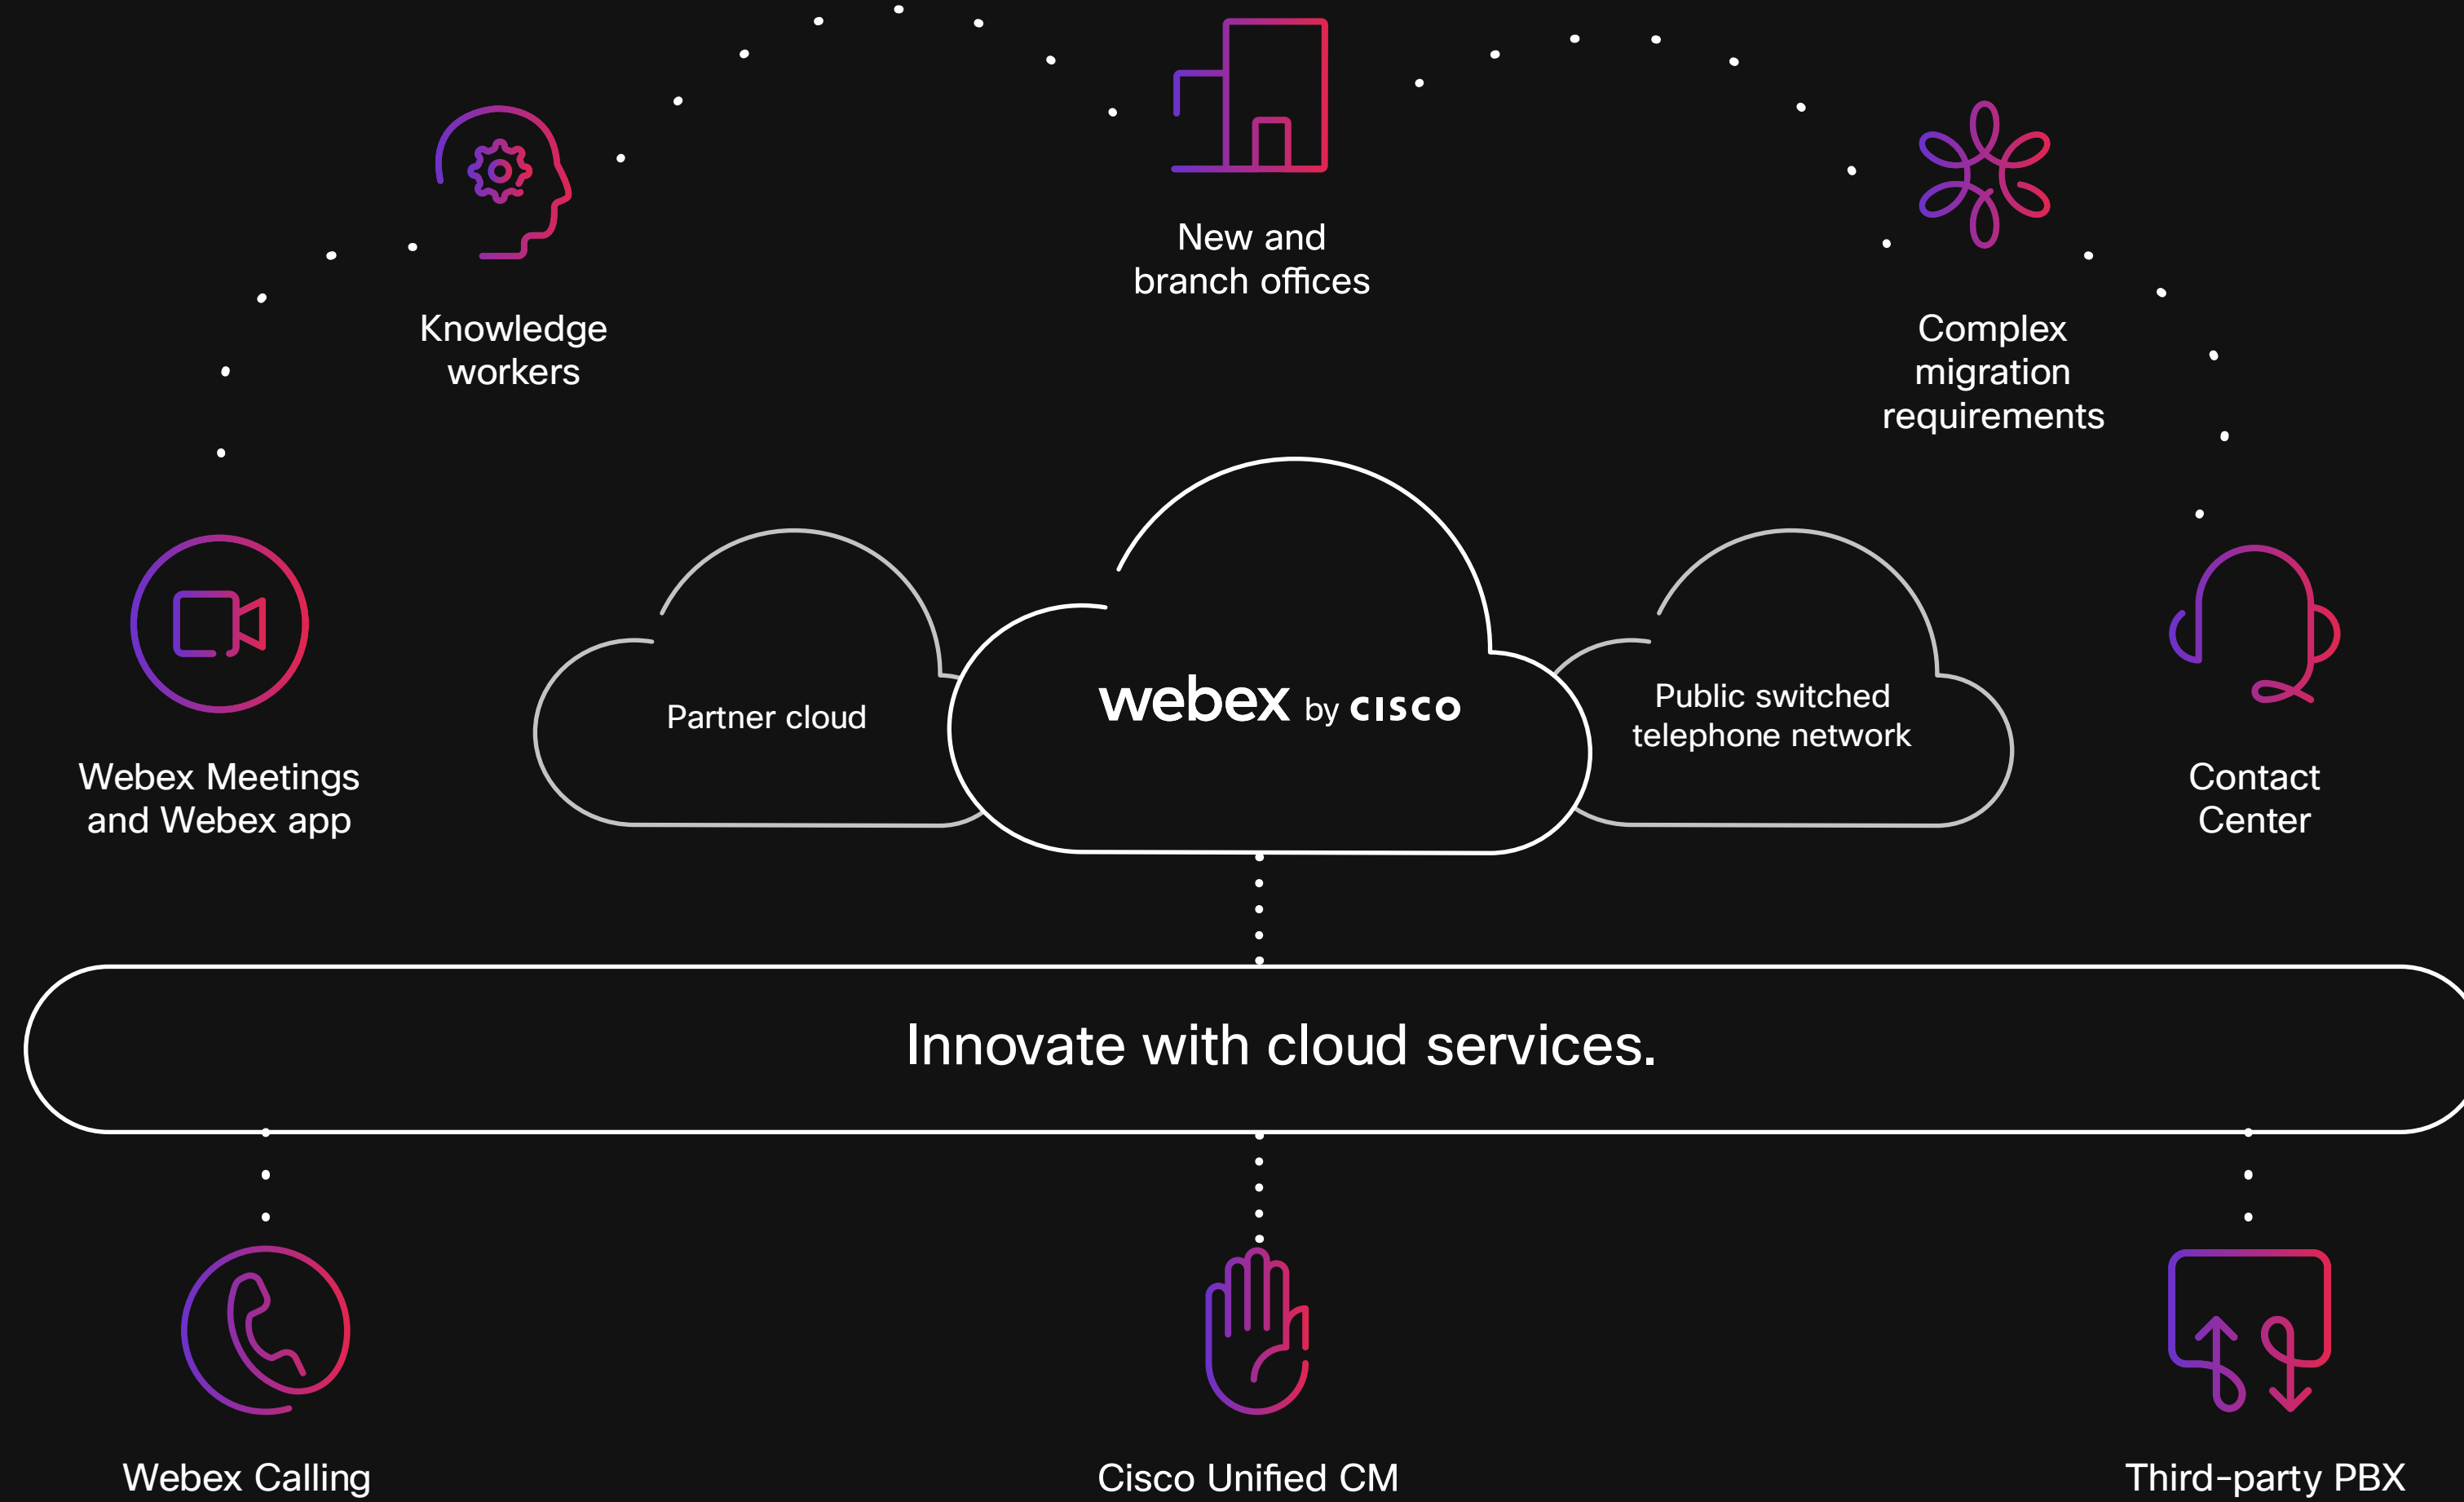 New and
branch offices
Knowledge
workers
Complex
migration
requirements
Partner cloud
webex by CISCO
Public switched
telephone network
Webex Meetings
and Webex app
Contact
Center
Innovate with cloud services.
Webex Calling
Cisco Unified CM
Third-party PBX